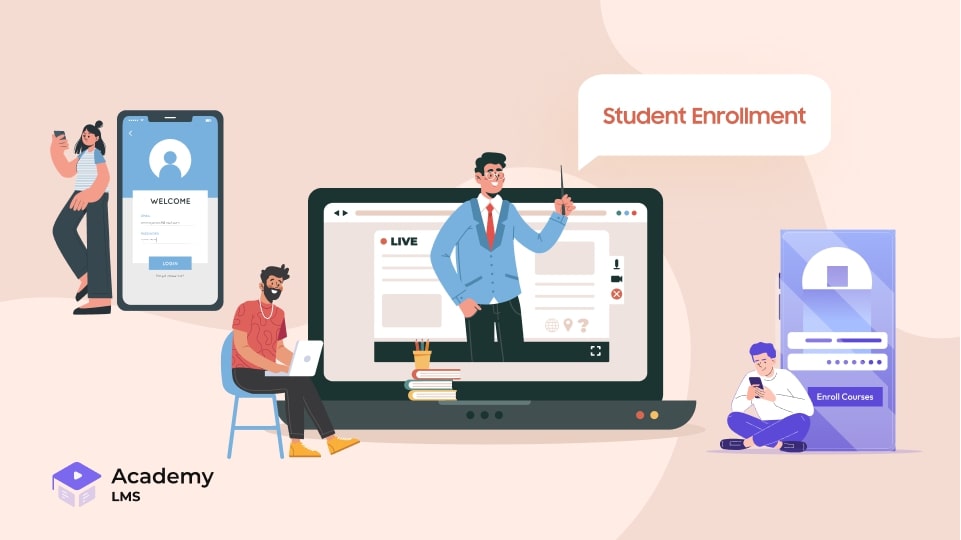 Student Enrollment
WELCOME
LOGIN
LIVE
Enroll Courses
Academy
LMS